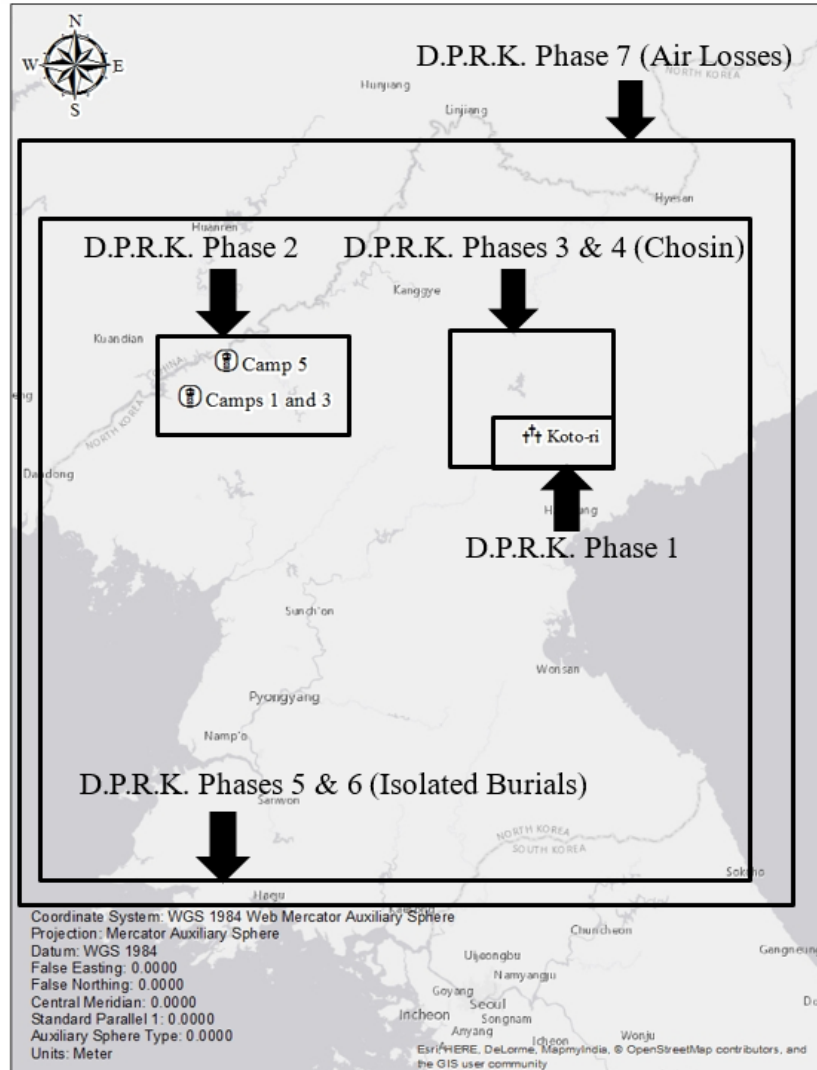 N
W E
S
D.P.R.K. Phase 7 (Air Losses)
NORTH KOREA
Hunjiang
Linjiang
Hyesan
Huanren
D.P.R.K. Phase 2
D.P.R.K. Phases 3 & 4 (Chosin)
Kanggye
Kuandian
CHINA
NORTH KOREA
Camp 5
Camps 1 and 3
Koto-ri
Dandong
D.P.R.K. Phase 1
Sunch'on
Wonsan
Pyongyang
Namp'o
D.P.R.K. Phases 5 & 6 (Isolated Burials)
Sariwon
NORTH KOREA
SOUTH KOREA
Sokcho
Haeju
Kaesong
Coordinate System: WGS 1984 Web Mercator Auxiliary Sphere
Projection: Mercator Auxiliary Sphere
Datum: WGS 1984
False Easting: 0.0000
False Northing: 0.0000
Central Meridian: 0.0000
Standard Parallel 1: 0.0000
Auxiliary Sphere Type: 0.0000
Units: Meter
Chuncheon
Gangneung
Uijeongbu
Namyangju
Goyang
Seoul
Incheon
Songnam
Anyang
Icheon
Wonju
Esri, HERE, DeLorme, MapmyIndia, © OpenStreetMap contributors, and
the GIS user community